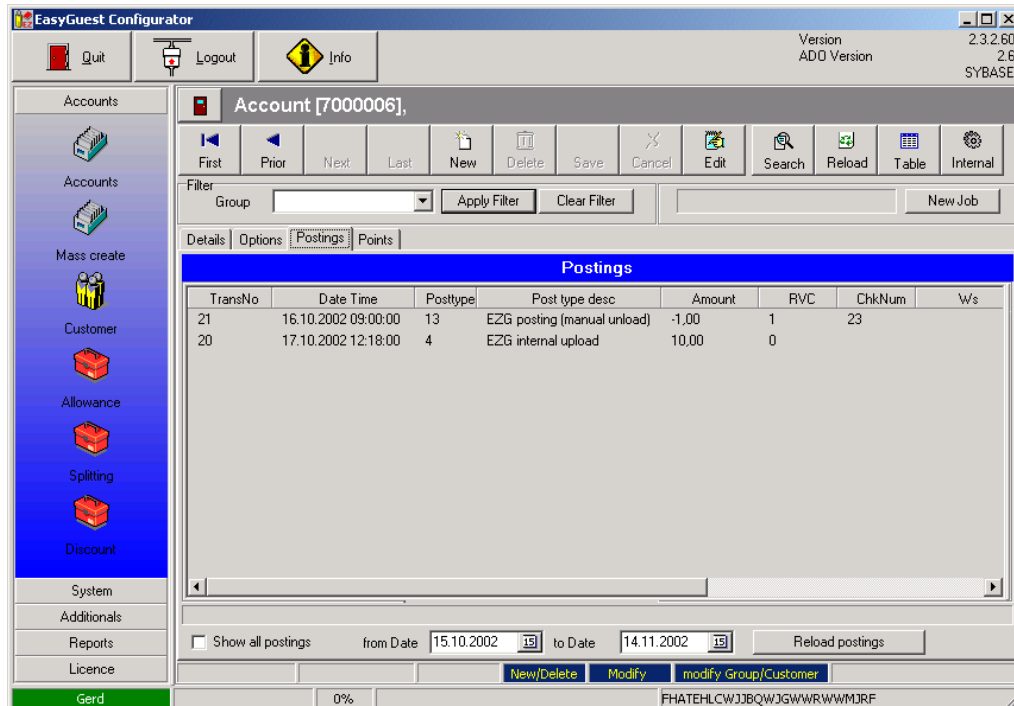 EasyGuest Configurator
Quit Logout Info
Version 2.3.2.60
ADO Version 2.6
SYBASE
Accounts
Account [7000006],
First Prior Next Last New Delete Save Cancel Edit Search Reload Table Internal
Accounts
Mass create
Customer
Allowance
Splitting
Discount
System
Additionals
Reports
Licence
Gerd
Filter
Group Apply Filter Clear Filter New Job
Details Options Postings Points
Postings
TransNo Date Time Posttype Post type desc Amount RVC ChkNum Ws
21 16.10.2002 09:00:00 13 EZG posting (manual unload) -1,00 1 23
20 17.10.2002 12:18:00 4 EZG internal upload 10,00 0
Show all postings from Date 15.10.2002 15 to Date 14.11.2002 15 Reload postings
New/Delete Modify modify Group/Customer
0% FHATEHLCWJJBQWJGWWRWWMJRF